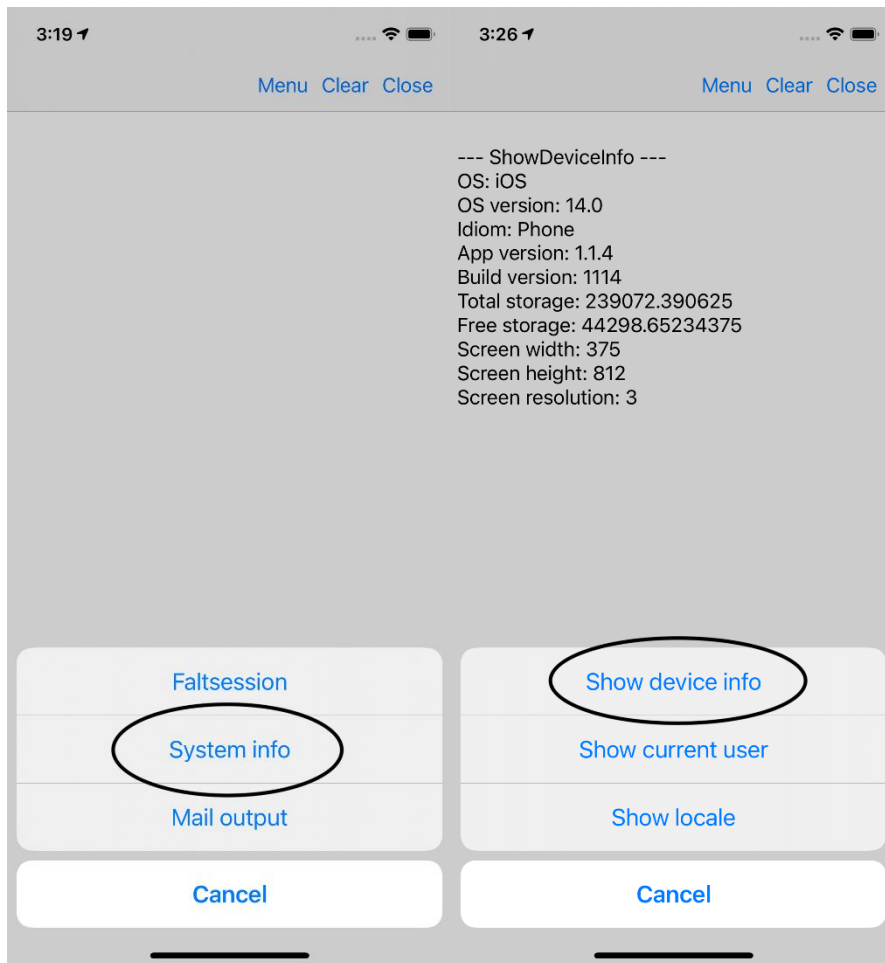 3:19
Menu Clear Close
Faltsession
System info
Mail output
Cancel
3:26
Menu Clear Close
--- ShowDeviceInfo ---
OS: iOS
OS version: 14.0
Idiom: Phone
App version: 1.1.4
Build version: 1114
Total storage: 239072.390625
Free storage: 44298.65234375
Screen width: 375
Screen height: 812
Screen resolution: 3
Show device info
Show current user
Show locale
Cancel